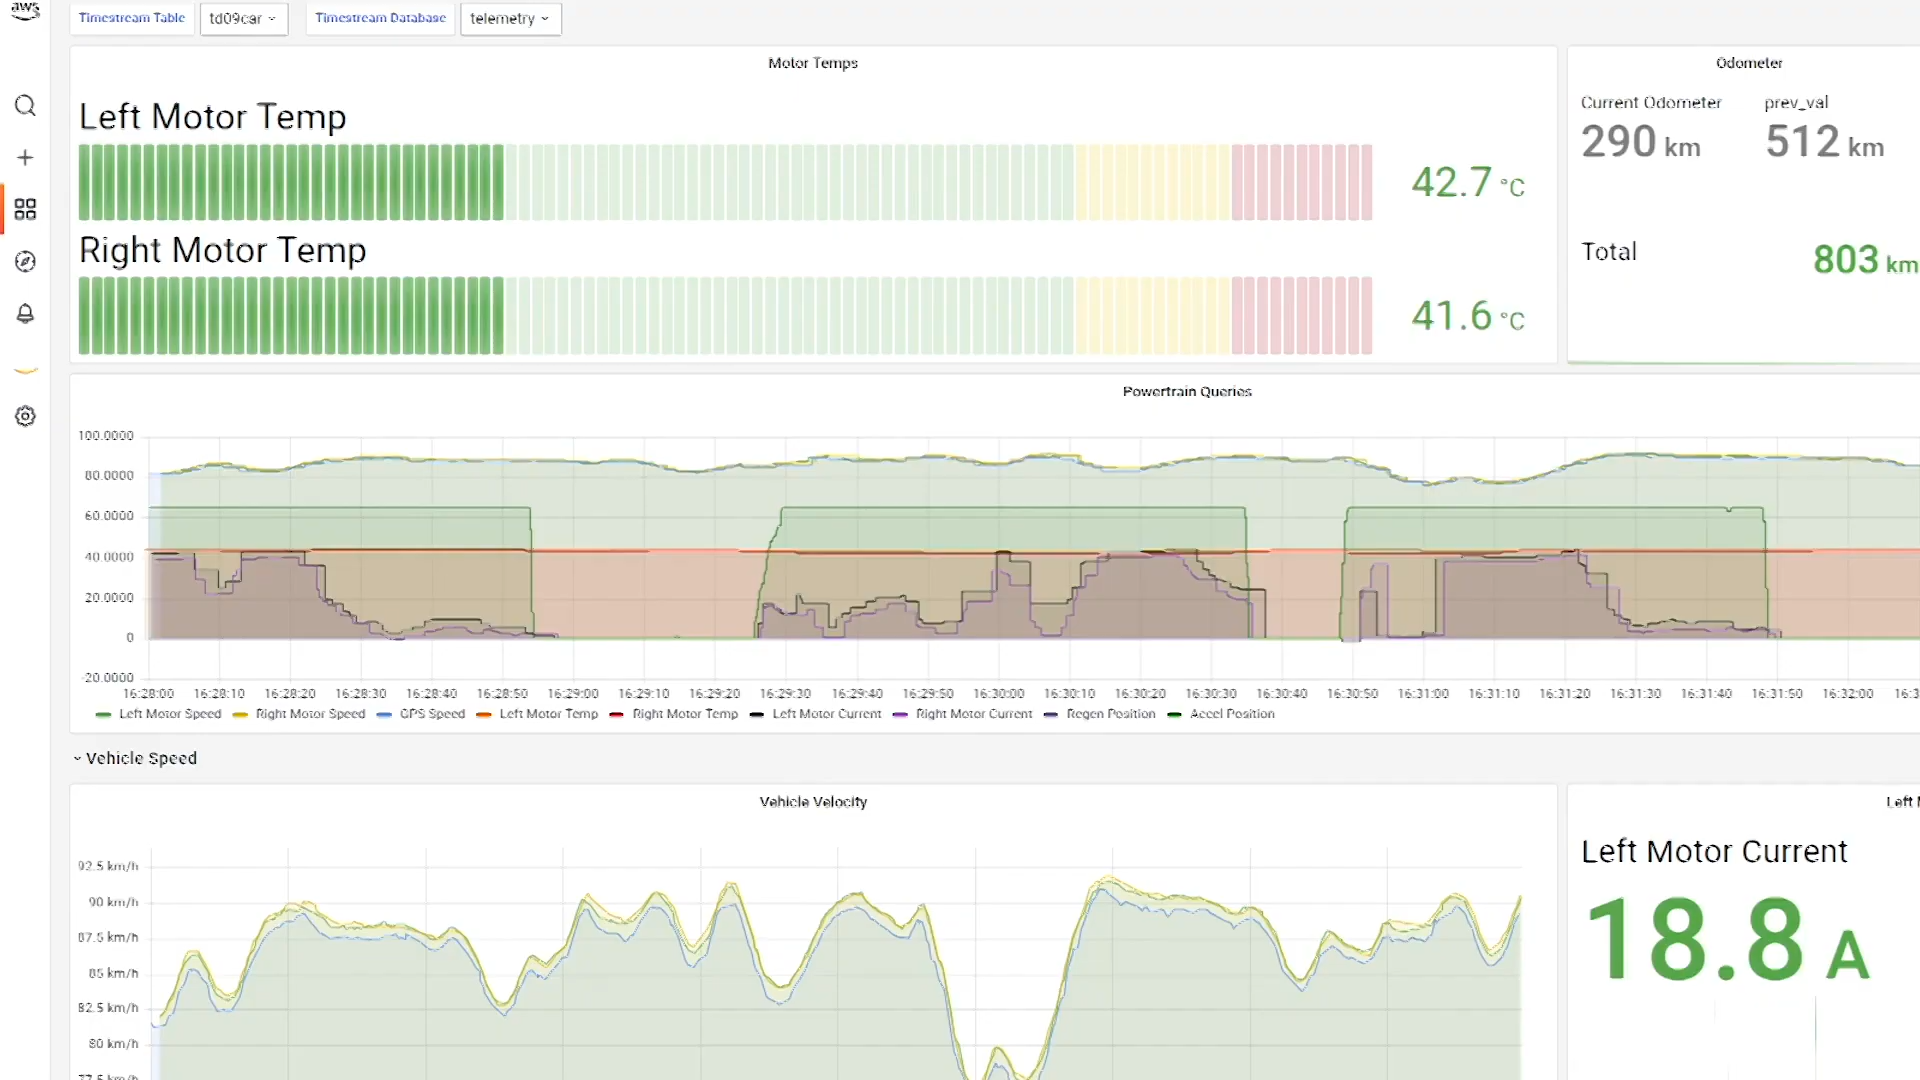 aws
Timestream Table td09car Timestream Database telemetry
Motor Temps
Left Motor Temp
42.7 °C
Right Motor Temp
41.6 °C
Odometer
Current Odometer prev_val
290 km 512 km
Total 803 km
Powertrain Queries
100.0000
80.0000
60.0000
40.0000
20.0000
0
-20.0000
16:28:00 16:28:10 16:28:20 16:28:30 16:28:40 16:28:50 16:29:00 16:29:10 16:29:20 16:29:30 16:29:40 16:29:50 16:30:00 16:30:10 16:30:20 16:30:30 16:30:40 16:30:50 16:31:00 16:31:10 16:31:20 16:31:30 16:31:40 16:31:50 16:32:00 16:3
Left Motor Speed Right Motor Speed GPS Speed Left Motor Temp Right Motor Temp Left Motor Current Right Motor Current Regen Position Accel Position
Vehicle Speed
Vehicle Velocity
92.5 km/h
90 km/h
87.5 km/h
85 km/h
82.5 km/h
80 km/h
77.5 km/h
Left
Left Motor Current
18.8 A